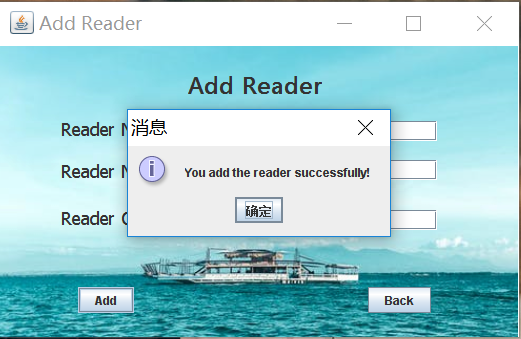 Add Reader
Add Reader
消息
Reader
You add the reader successfully!
Reader
确定
Reader
Add
Back